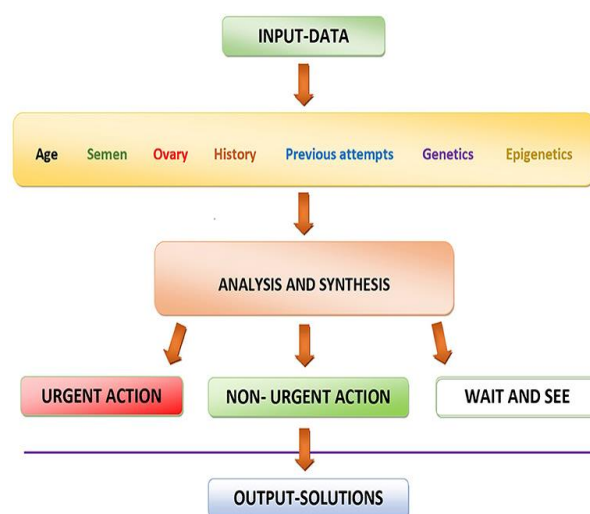 INPUT-DATA
Age Semen Ovary History Previous attempts Genetics Epigenetics
ANALYSIS AND SYNTHESIS
URGENT ACTION NON- URGENT ACTION WAIT AND SEE
OUTPUT-SOLUTIONS